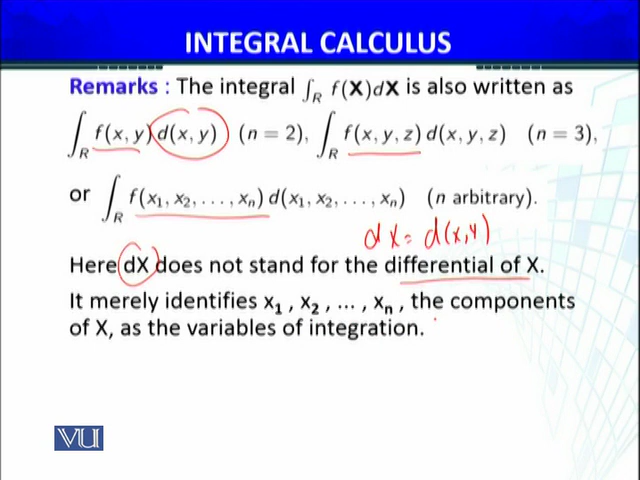 INTEGRAL CALCULUS
Remarks : The integral ∫_R f(X)dX is also written as
∫_R f(x, y) d(x, y) (n = 2), ∫_R f(x, y, z) d(x, y, z) (n = 3),
or ∫_R f(x₁, x₂, . . . , xₙ) d(x₁, x₂, . . . , xₙ) (n arbitrary).
dx = d(x,y)
Here dX does not stand for the differential of X.
It merely identifies x₁ , x₂ , ... , xₙ , the components
of X, as the variables of integration.
VU